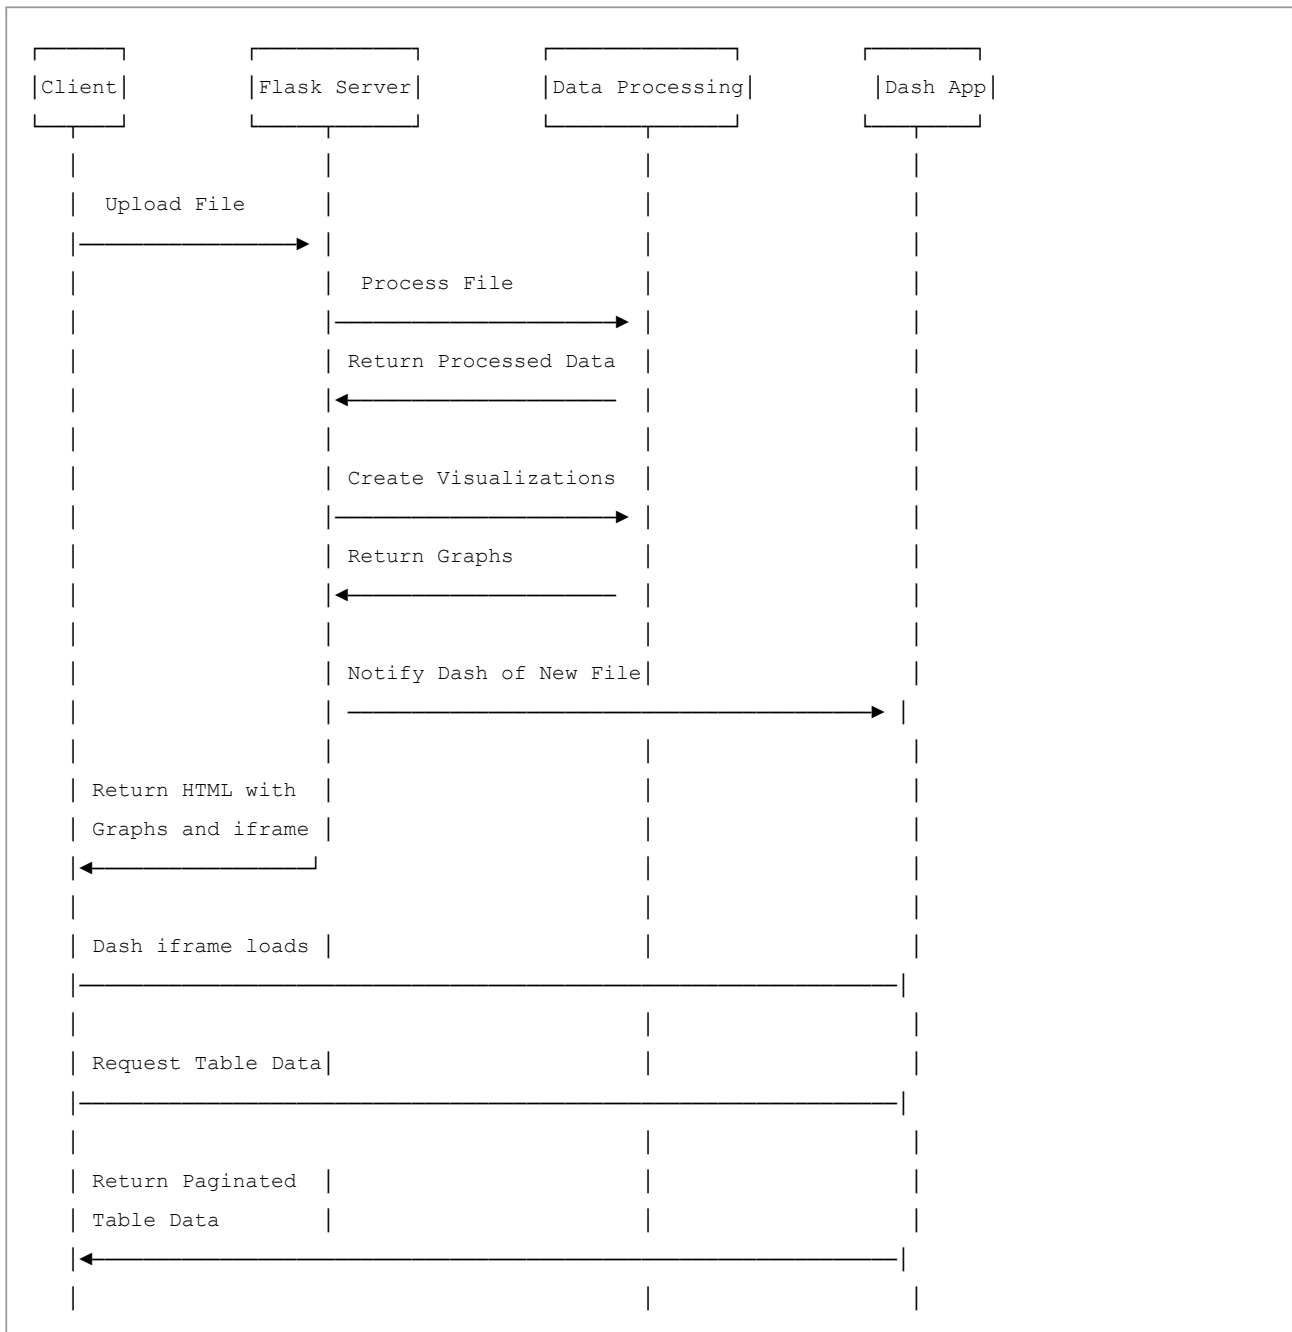 Client Flask Server Data Processing Dash App
Upload File
Process File
Return Processed Data
Create Visualizations
Return Graphs
Notify Dash of New File
Return HTML with
Graphs and iframe
Dash iframe loads
Request Table Data
Return Paginated
Table Data